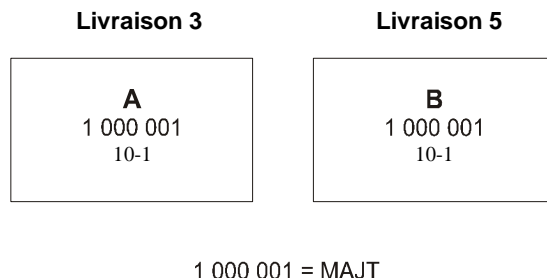 Livraison 3 Livraison 5
A B
1 000 001 1 000 001
10-1 10-1
1 000 001 = MAJT